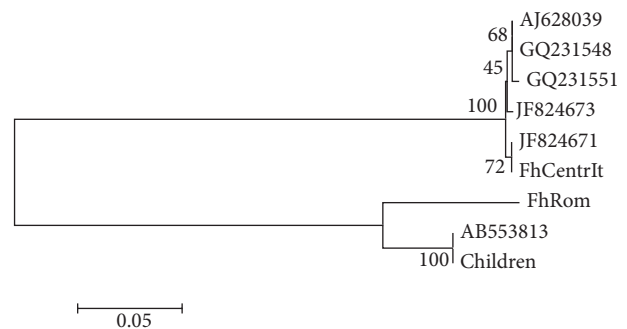 AJ628039
68
GQ231548
45
GQ231551
100
JF824673
JF824671
72
FhCentrIt
FhRom
AB553813
100
Children
0.05